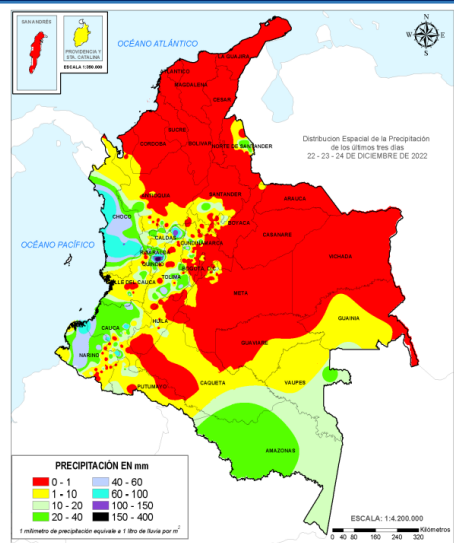 SAN ANDRÉS
PROVIDENCIA Y
STA. CATALINA
ESCALA 1:350.000
OCÉANO ATLÁNTICO
N
W
E
S
LA GUAJIRA
ATLÁNTICO
MAGDALENA
CESAR
SUCRE
CÓRDOBA
BOLIVAR
NORTE DE SANTANDER
Distribucion Espacial de la Precipitación
de los últimos tres días
22 - 23 - 24 DE DICIEMBRE DE 2022
ANTIOQUIA
SANTANDER
ARAUCA
CHOCO
BOYACA
CALDAS
CASANARE
OCÉANO PACÍFICO
RISARALDA
CUNDINAMARCA
VICHADA
QUINDIO
BOGOTA, D.C.
TOLIMA
VALLE DEL CAUCA
META
GUAINIA
CAUCA
HUILA
GUAVIARE
NARIÑO
PUTUMAYO
CAQUETA
VAUPES
AMAZONAS
PRECIPITACIÓN EN mm
0 - 1
40 - 60
1 - 10
60 - 100
10 - 20
100 - 150
20 - 40
150 - 400
1 milimetro de precipitación equivale a 1 litro de lluvia por m²
ESCALA: 1:4.200.000
Kilómetros
0 40 80 160 240 320